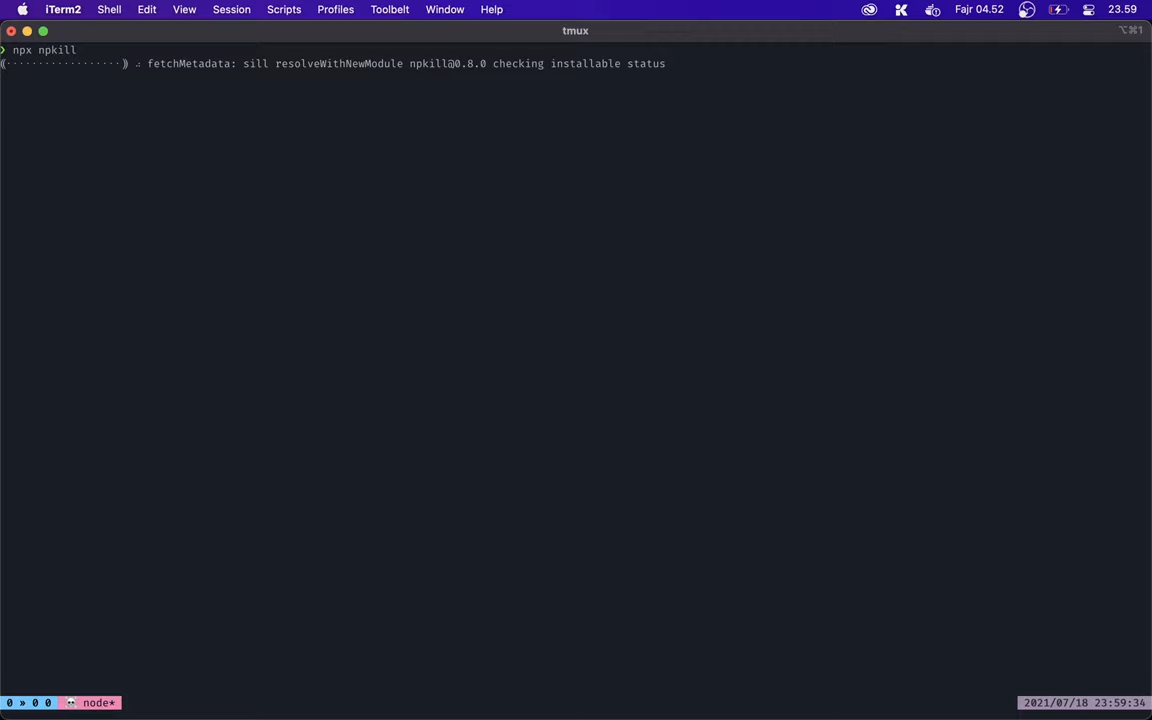 iTerm2 Shell Edit View Session Scripts Profiles Toolbelt Window Help Fajr 04.52 23.59
tmux ⌥⌘1
❯ npx npkill
⸨··················⸩ ⠴ fetchMetadata: sill resolveWithNewModule npkill@0.8.0 checking installable status
0 » 0 0 💀 node* 2021/07/18 23:59:34